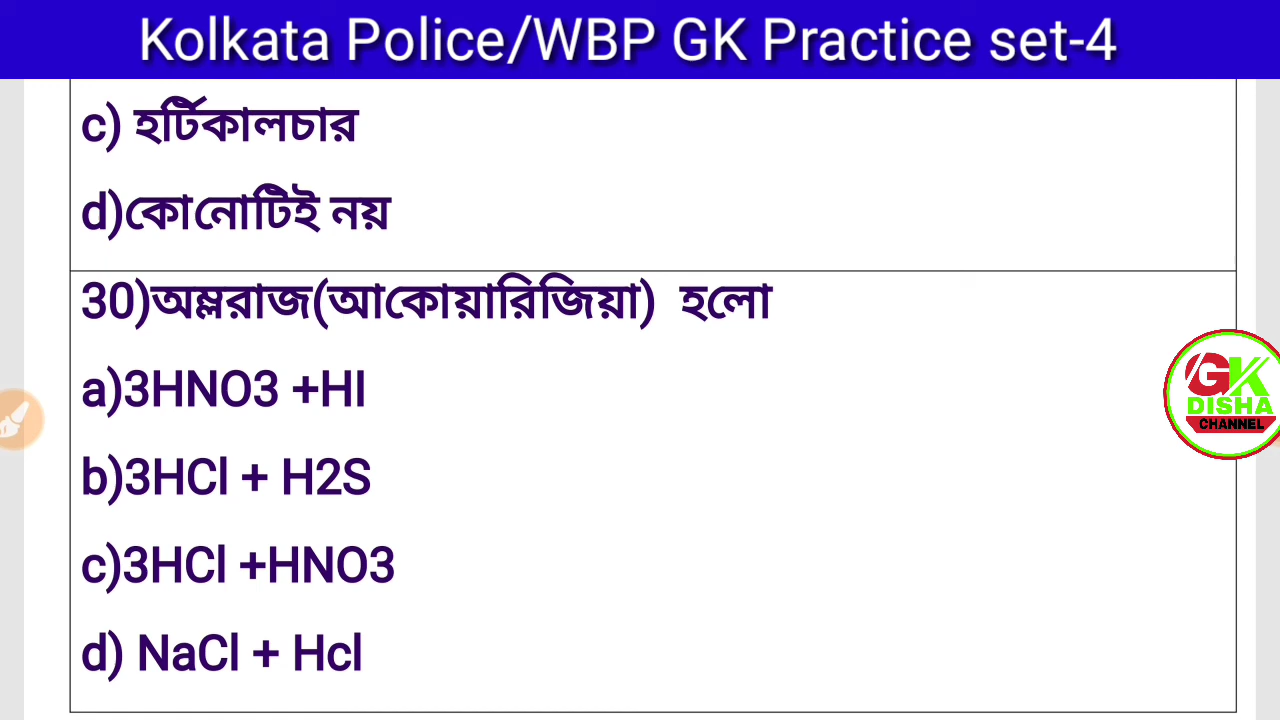 Kolkata Police/WBP GK Practice set-4
c) হর্টিকালচার
d)কোনোটিই নয়
30)অম্লরাজ(আকোয়ারিজিয়া) হলো
a)3HNO3 +HI
b)3HCl + H2S
c)3HCl +HNO3
d) NaCl + Hcl
GK
DISHA
CHANNEL